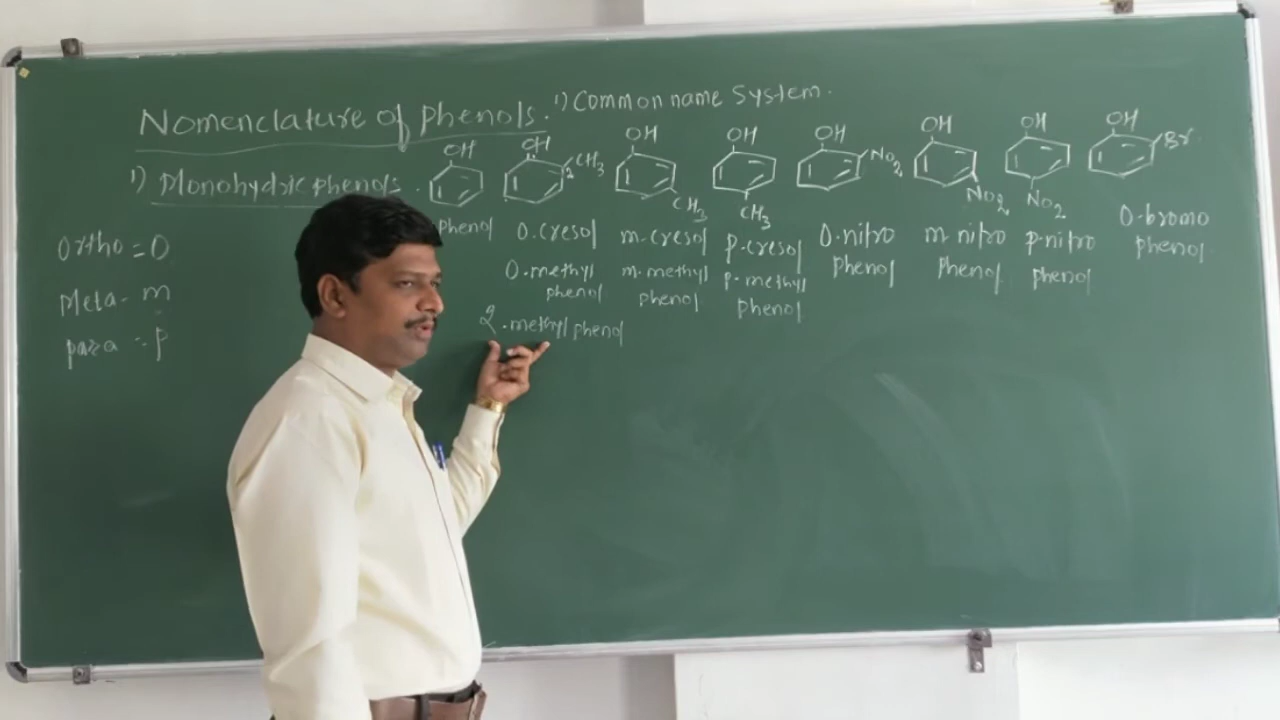 Nomenclature of phenols. 1) Common name System.
1) Monohydric phenols.
OH
OH
2
CH3
OH
CH3
OH
CH3
OH
NO2
OH
NO2
OH
NO2
OH
Br
phenol
O.cresol
O.methyl
phenol
2.methyl phenol
m.cresol
m.methyl
phenol
p.cresol
p.methyl
phenol
O.nitro
phenol
m.nitro
phenol
p.nitro
phenol
O.bromo
phenol
Ortho = O
Meta - m
para - p